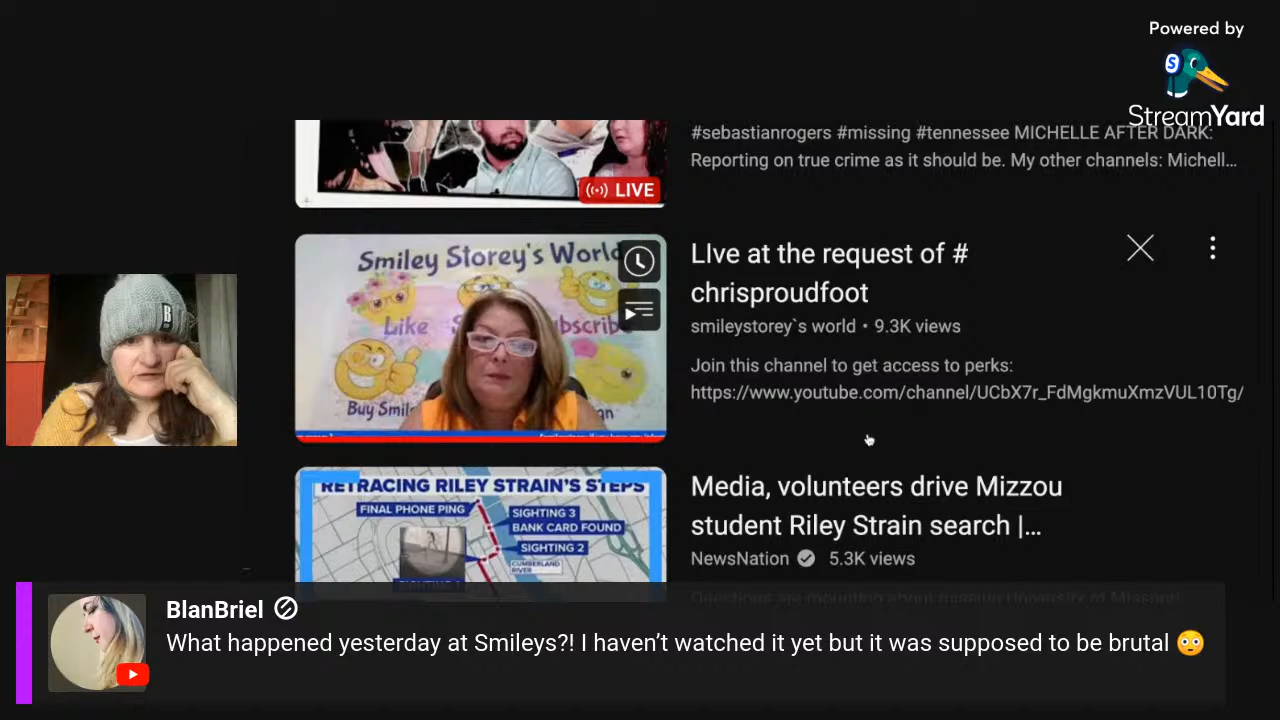 Powered by
StreamYard
#sebastianrogers #missing #tennessee MICHELLE AFTER DARK:
Reporting on true crime as it should be. My other channels: Michell...
LIVE
Smiley Storey's World
Like
Buy Smil
LIve at the request of #
chrisproudfoot
smileystorey`s world • 9.3K views
Join this channel to get access to perks:
https://www.youtube.com/channel/UCbX7r_FdMgkmuXmzVUL10Tg/
B
RETRACING RILEY STRAIN'S STEPS
FINAL PHONE PING
SIGHTING 3
BANK CARD FOUND
SIGHTING 2
CUMBERLAND
RIVER
Media, volunteers drive Mizzou
student Riley Strain search |...
NewsNation 5.3K views
BlanBriel
What happened yesterday at Smileys?! I haven’t watched it yet but it was supposed to be brutal 😳